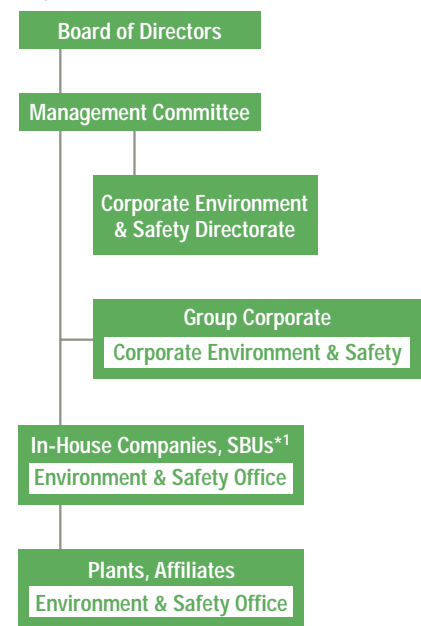 Board of Directors
Management Committee
Corporate Environment
& Safety Directorate
Group Corporate
Corporate Environment & Safety
In-House Companies, SBUs*1
Environment & Safety Office
Plants, Affiliates
Environment & Safety Office